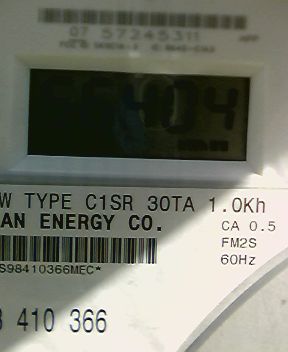 07 57245311
404
W TYPE C1SR 30TA 1.0Kh
AN ENERGY CO. CA 0.5
FM2S
60Hz
S98410366MEC*
410 366